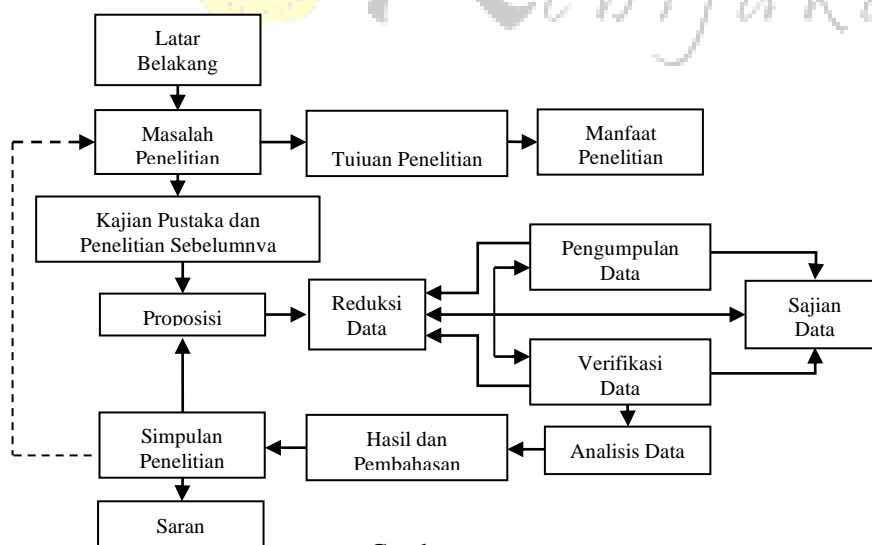 Latar
Belakang
Masalah
Penelitian
Tujuan Penelitian
Manfaat
Penelitian
Kajian Pustaka dan
Penelitian Sebelumnya
Proposisi
Reduksi
Data
Pengumpulan
Data
Sajian
Data
Verifikasi
Data
Simpulan
Penelitian
Hasil dan
Pembahasan
Analisis Data
Saran